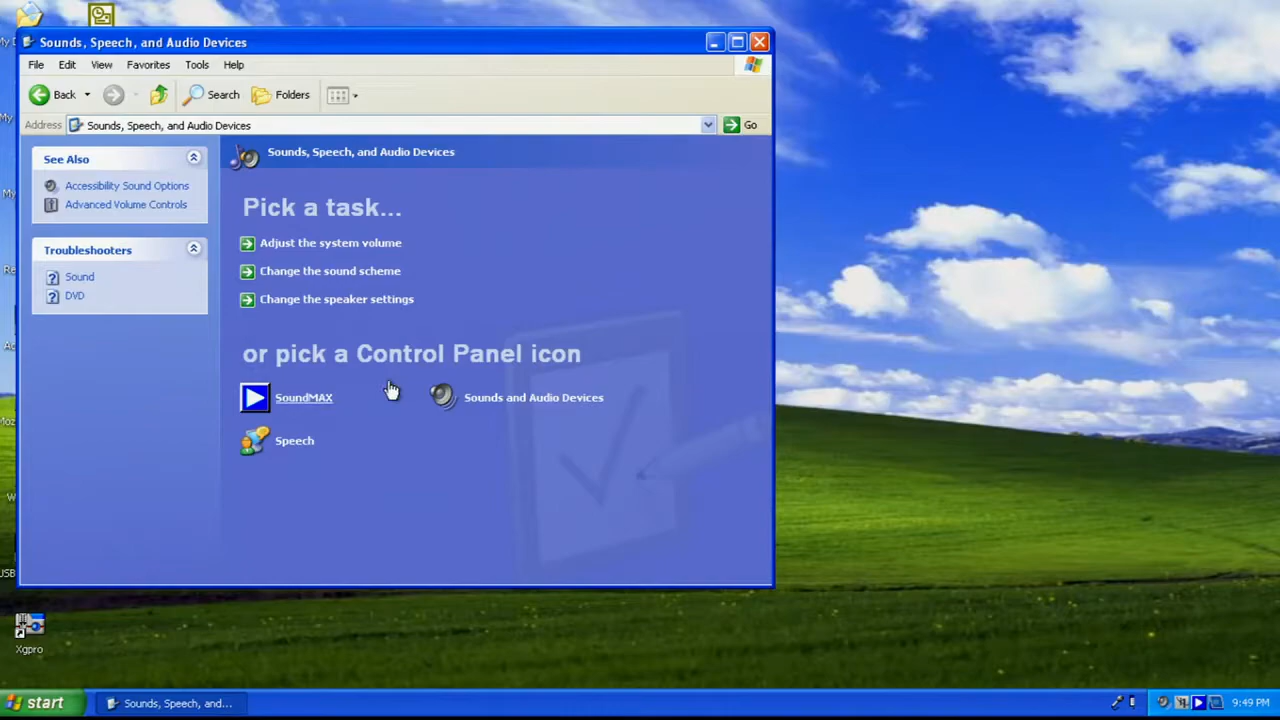 Sounds, Speech, and Audio Devices
File Edit View Favorites Tools Help
Back Search Folders
Address Sounds, Speech, and Audio Devices Go
See Also
Accessibility Sound Options
Advanced Volume Controls
Troubleshooters
Sound
DVD
Sounds, Speech, and Audio Devices
Pick a task...
Adjust the system volume
Change the sound scheme
Change the speaker settings
or pick a Control Panel icon
SoundMAX
Sounds and Audio Devices
Speech
Xgpro
start
Sounds, Speech, and...
9:49 PM